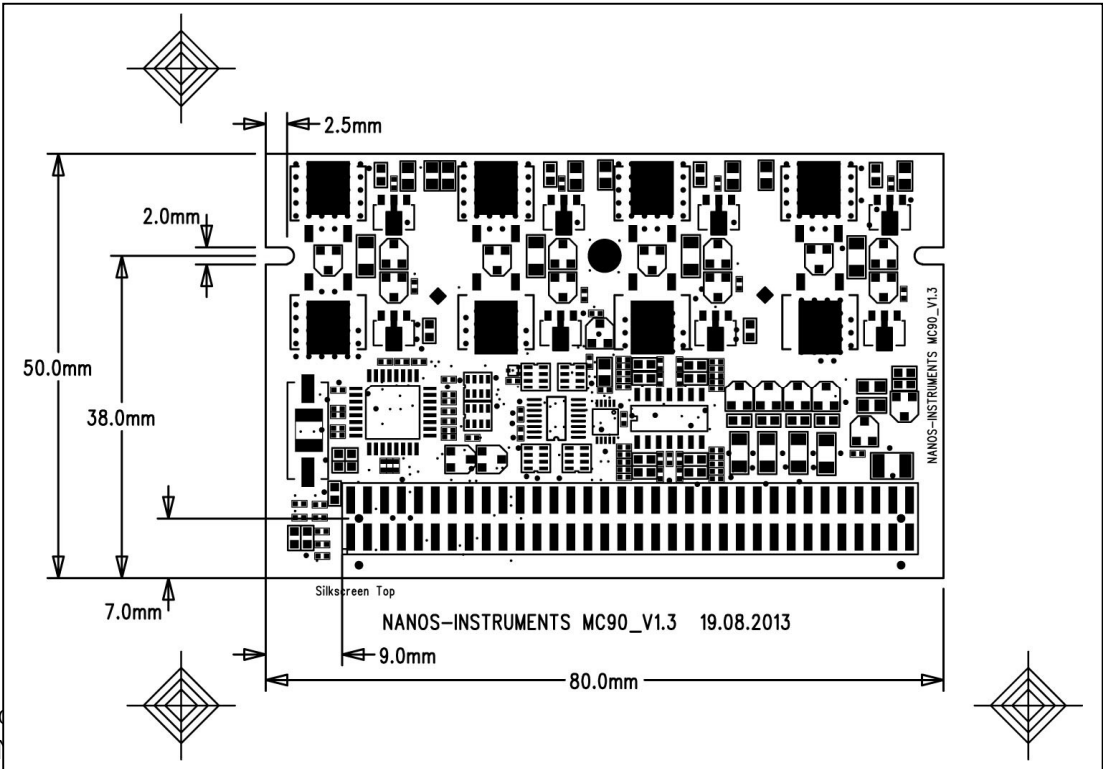 2.5mm
2.0mm
50.0mm
38.0mm
NANOS-INSTRUMENTS MC90_V1.3
7.0mm
Silkscreen Top
NANOS-INSTRUMENTS MC90_V1.3 19.08.2013
9.0mm
80.0mm